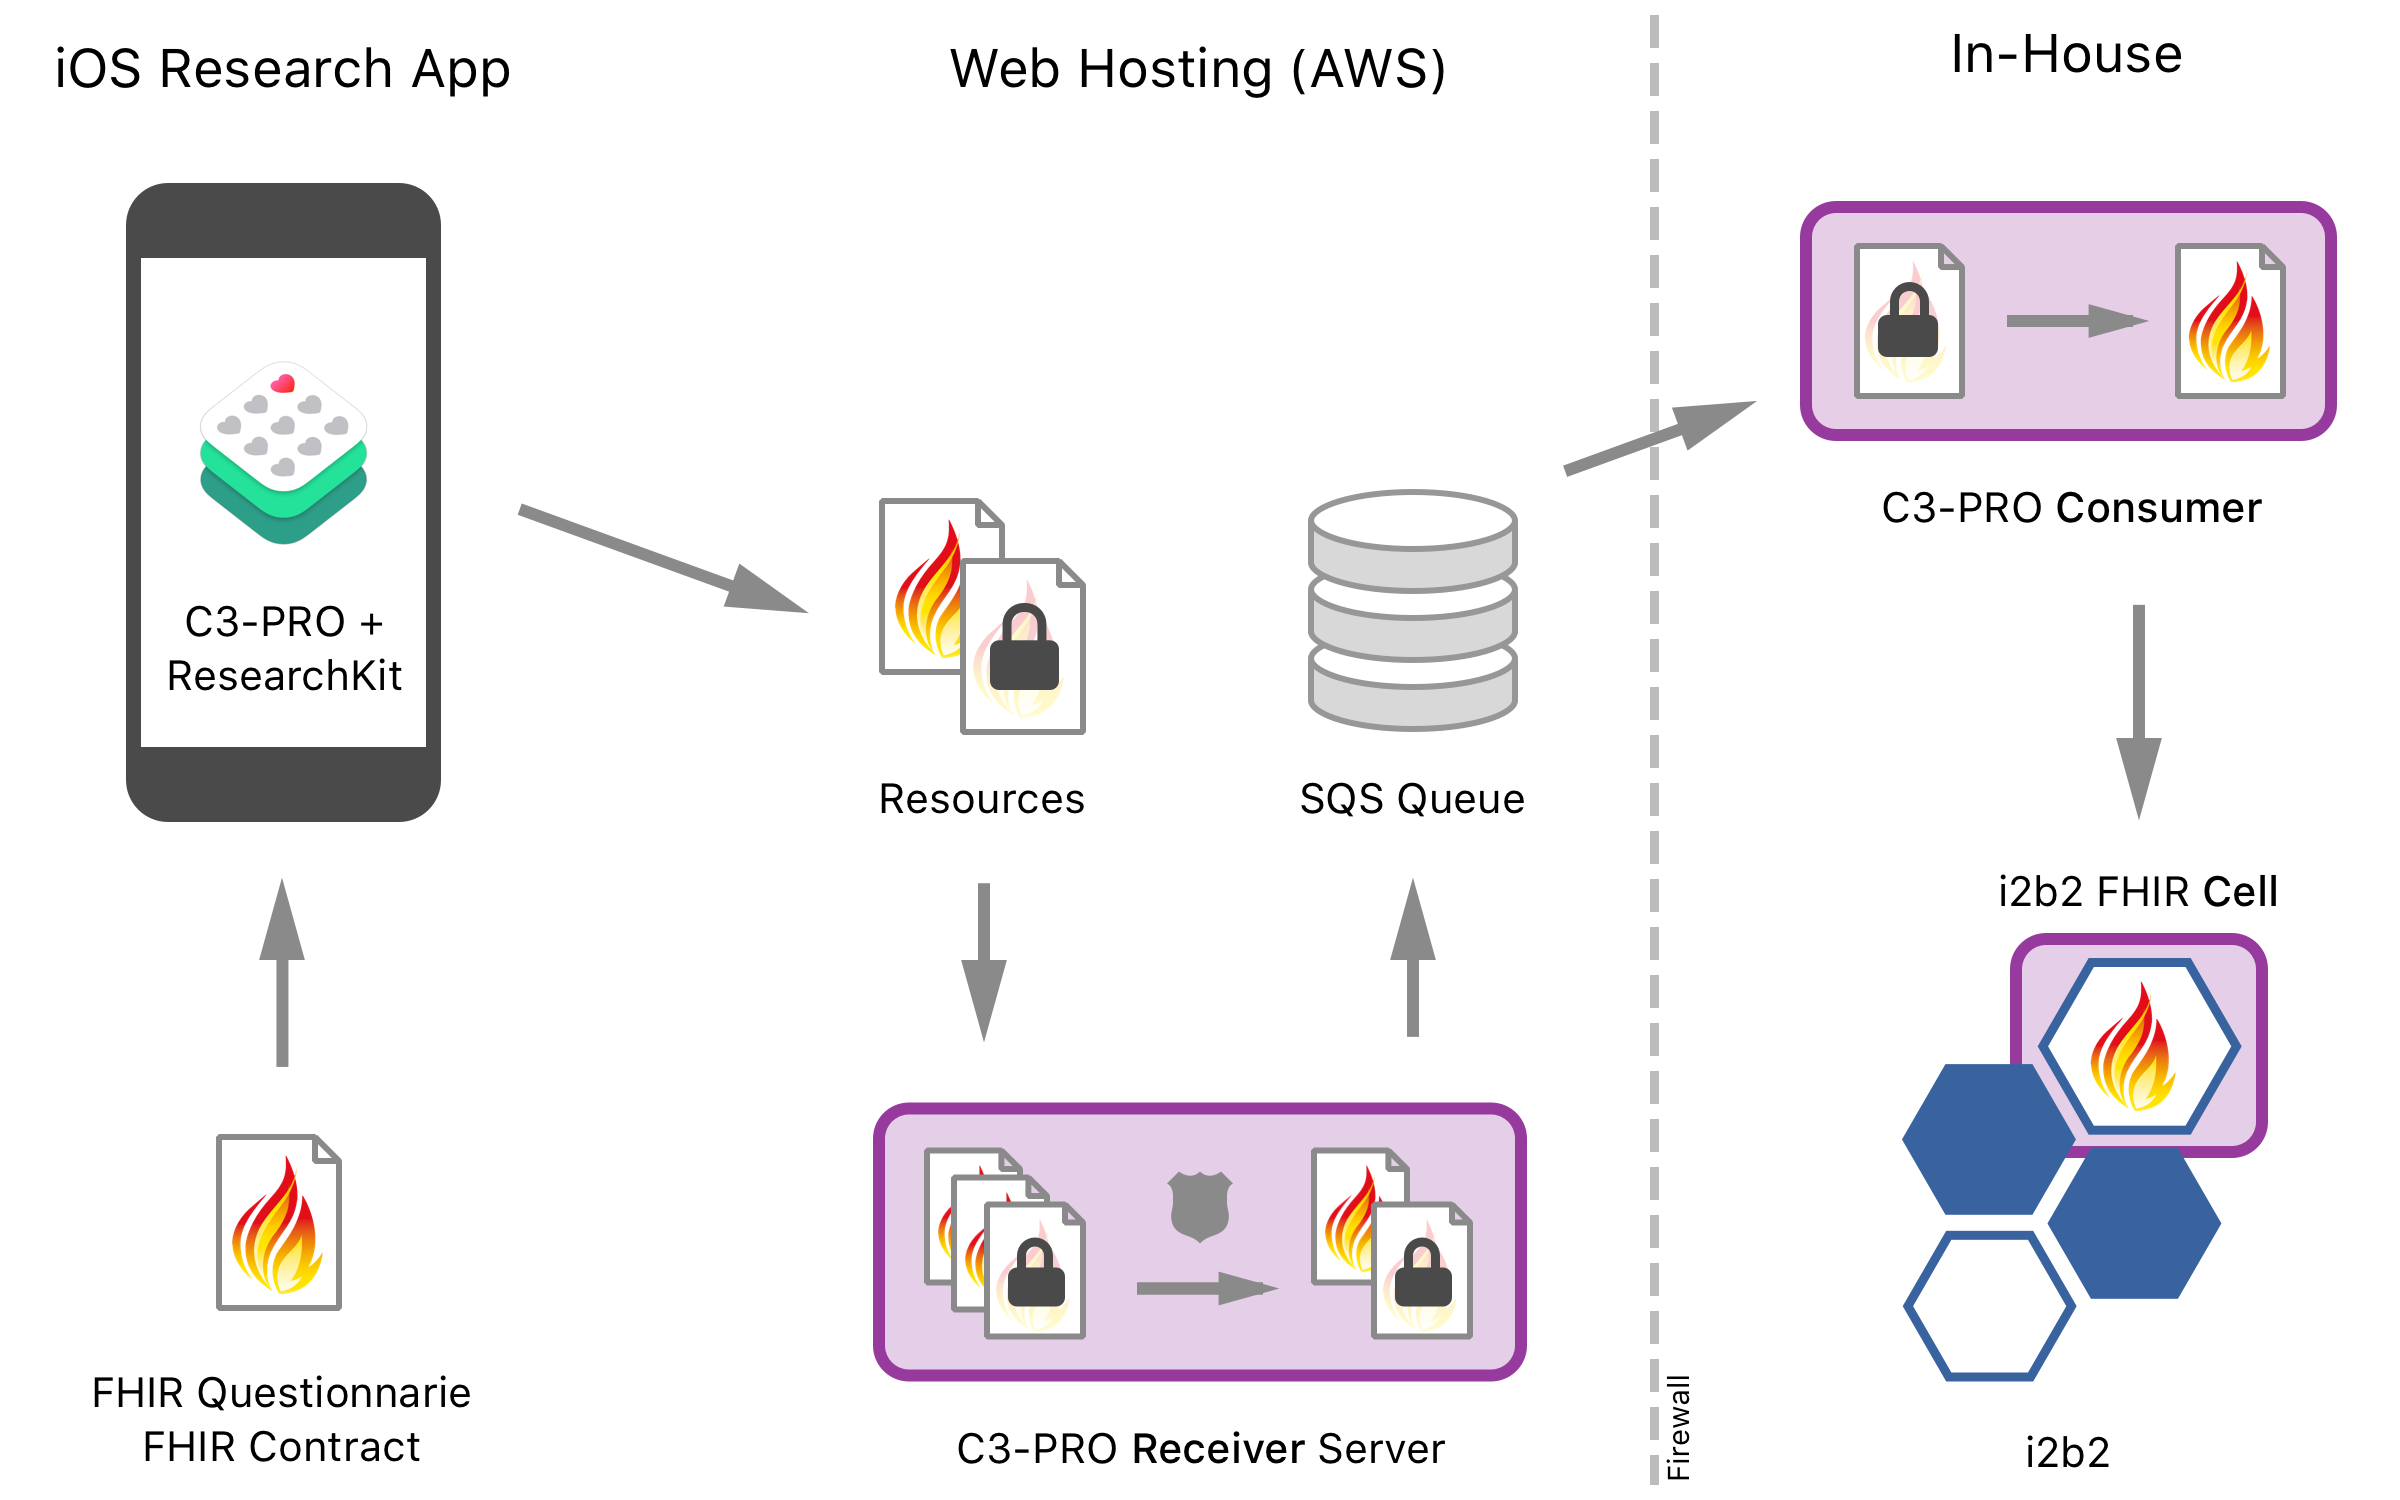 iOS Research App
Web Hosting (AWS)
In-House
C3-PRO +
ResearchKit
FHIR Questionnarie
FHIR Contract
Resources
SQS Queue
C3-PRO Receiver Server
Firewall
C3-PRO Consumer
i2b2 FHIR Cell
i2b2